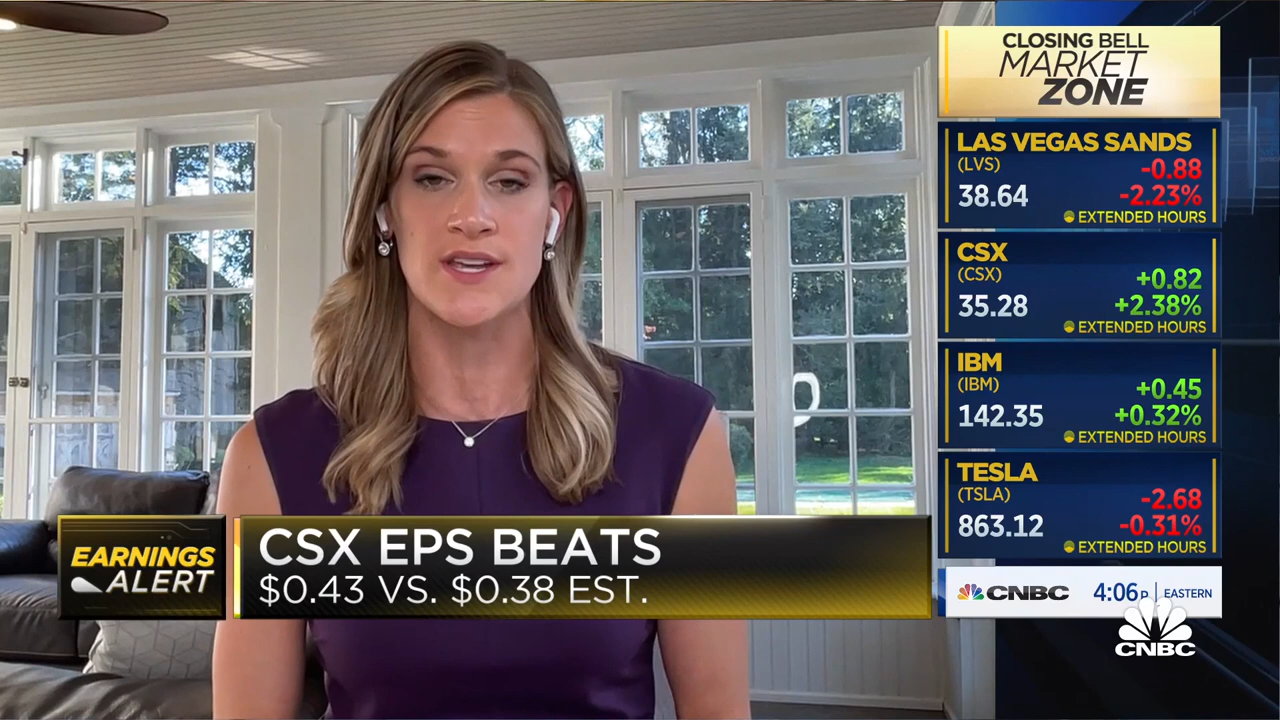 CLOSING BELL
MARKET
ZONE
LAS VEGAS SANDS
(LVS)
-0.88
38.64
-2.23%
EXTENDED HOURS
CSX
(CSX)
+0.82
35.28
+2.38%
EXTENDED HOURS
IBM
(IBM)
+0.45
142.35
+0.32%
EXTENDED HOURS
TESLA
(TSLA)
-2.68
863.12
-0.31%
EXTENDED HOURS
EARNINGS
ALERT
CSX EPS BEATS
$0.43 VS. $0.38 EST.
CNBC 4:06P EASTERN
CNBC